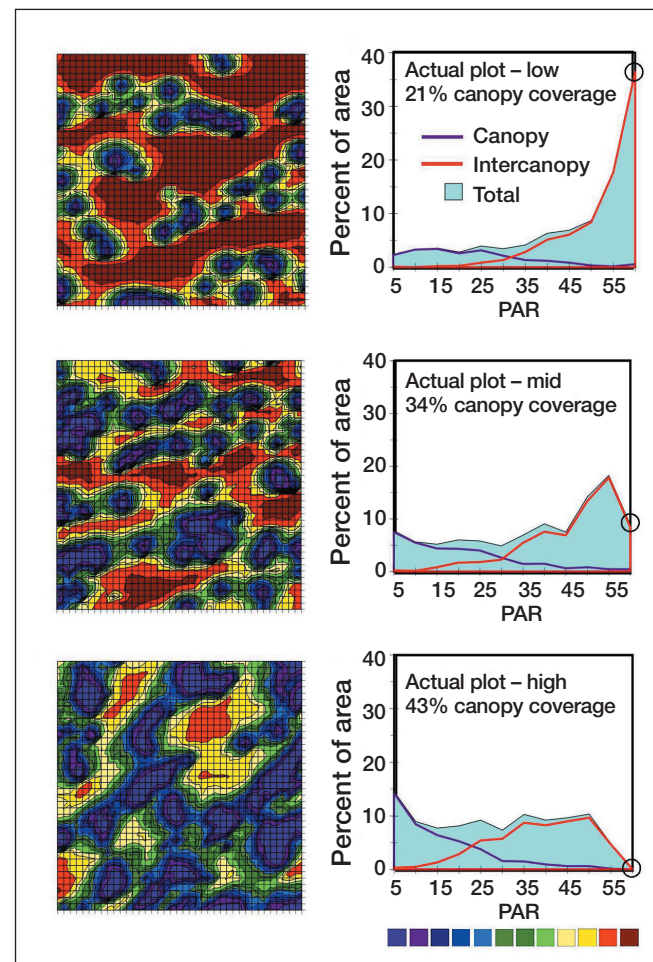 40
Actual plot – low
21% canopy coverage
30
Canopy
20
Intercanopy
Total
10
0
5 15 25 35 45 55
PAR
Percent of area
40
Actual plot – mid
34% canopy coverage
30
20
10
0
5 15 25 35 45 55
PAR
Percent of area
40
Actual plot – high
43% canopy coverage
30
20
10
0
5 15 25 35 45 55
PAR
Percent of area